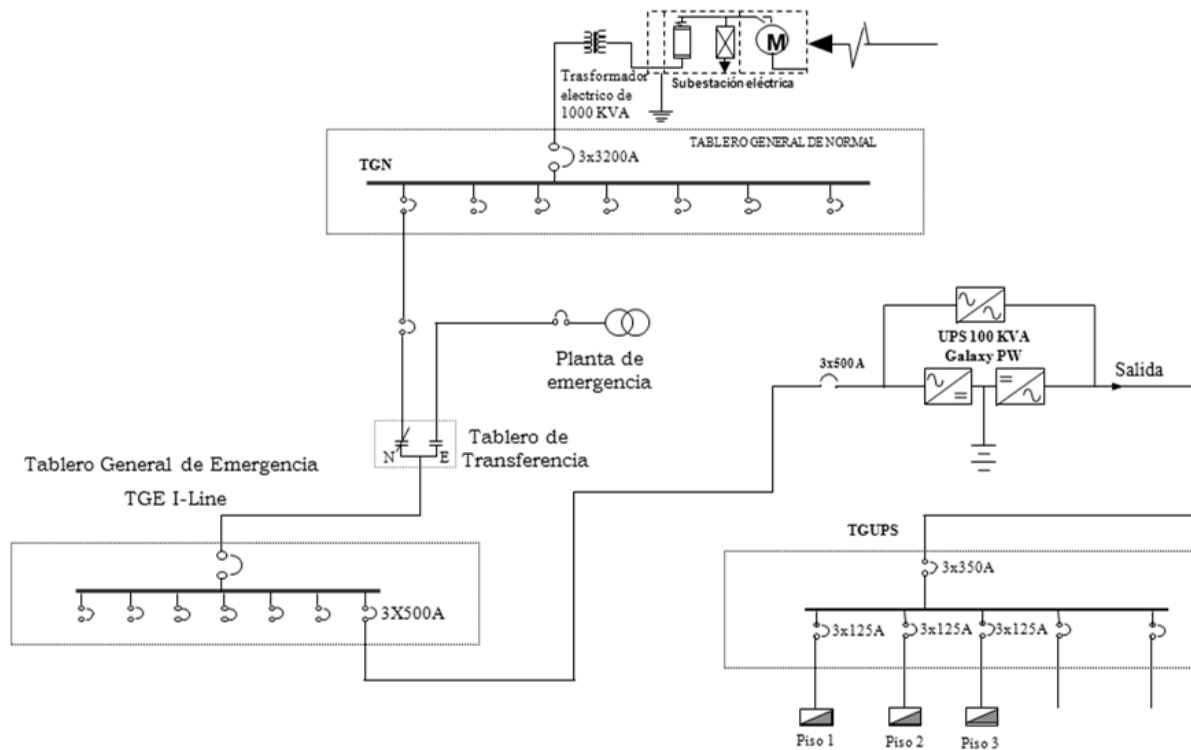 M
Trasformador
electrico de
1000 KVA
Subestación eléctrica
TABLERO GENERAL DE NORMAL
TGN
3x3200A
Planta de
emergencia
3x500A
UPS 100 KVA
Galaxy PW
Salida
N
E
Tablero de
Transferencia
Tablero General de Emergencia
TGE I-Line
3X500A
TGUPS
3x350A
3x125A
3x125A
3x125A
Piso 1
Piso 2
Piso 3